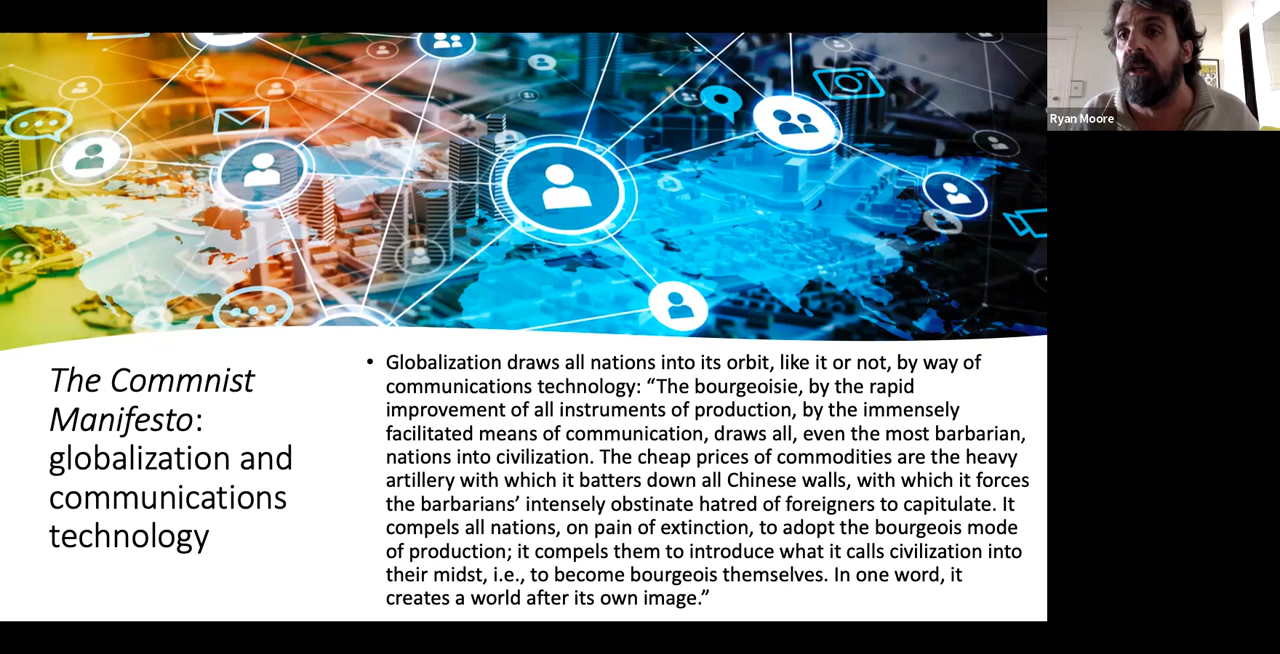 Ryan Moore
The Commnist
Manifesto:
globalization and
communications
technology
• Globalization draws all nations into its orbit, like it or not, by way of
communications technology: “The bourgeoisie, by the rapid
improvement of all instruments of production, by the immensely
facilitated means of communication, draws all, even the most barbarian,
nations into civilization. The cheap prices of commodities are the heavy
artillery with which it batters down all Chinese walls, with which it forces
the barbarians’ intensely obstinate hatred of foreigners to capitulate. It
compels all nations, on pain of extinction, to adopt the bourgeois mode
of production; it compels them to introduce what it calls civilization into
their midst, i.e., to become bourgeois themselves. In one word, it
creates a world after its own image.”